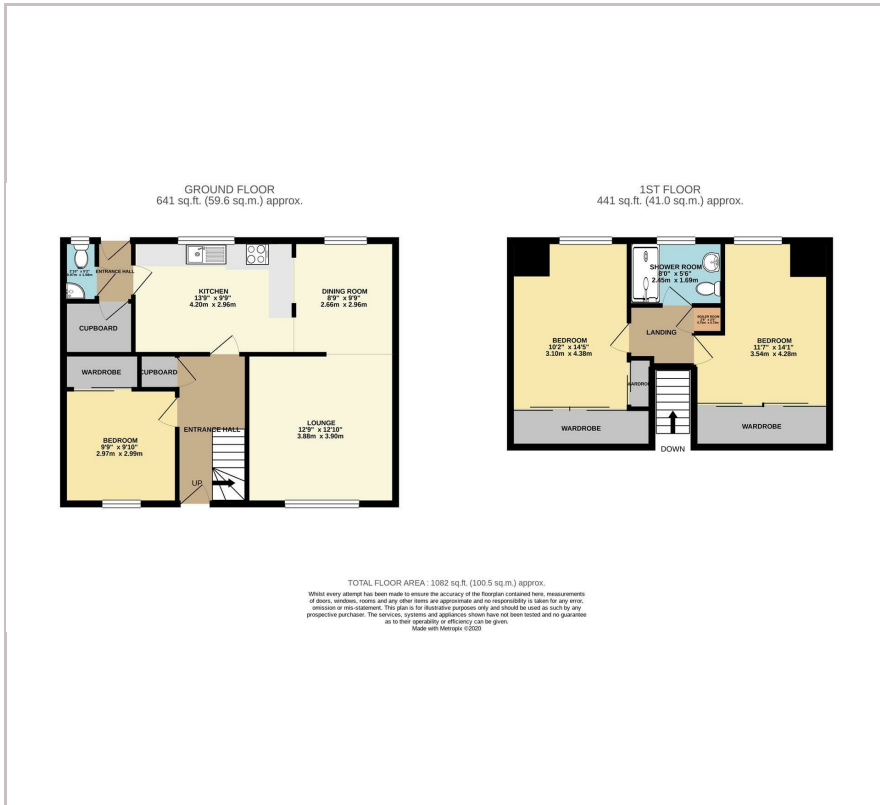 GROUND FLOOR
641 sq.ft. (59.6 sq.m.) approx.
ENTRANCE HALL
CUPBOARD
KITCHEN
13'9" x 9'9"
4.20m x 2.96m
DINING ROOM
8'9" x 9'9"
2.66m x 2.96m
WARDROBE
CUPBOARD
BEDROOM
9'9" x 9'10"
2.97m x 2.99m
ENTRANCE HALL
UP
LOUNGE
12'9" x 12'10"
3.88m x 3.90m
1ST FLOOR
441 sq.ft. (41.0 sq.m.) approx.
SHOWER ROOM
8'0" x 5'6"
2.45m x 1.69m
BOILER ROOM
LANDING
BEDROOM
10'2" x 14'5"
3.10m x 4.38m
BEDROOM
11'7" x 14'1"
3.54m x 4.28m
WARDROBE
WARDROBE
WARDROBE
DOWN
TOTAL FLOOR AREA : 1082 sq.ft. (100.5 sq.m.) approx.
Whilst every attempt has been made to ensure the accuracy of the floorplan contained here, measurements
of doors, windows, rooms and any other items are approximate and no responsibility is taken for any error,
omission or mis-statement. This plan is for illustrative purposes only and should be used as such by any
prospective purchaser. The services, systems and appliances shown have not been tested and no guarantee
as to their operability or efficiency can be given.
Made with Metropix ©2020